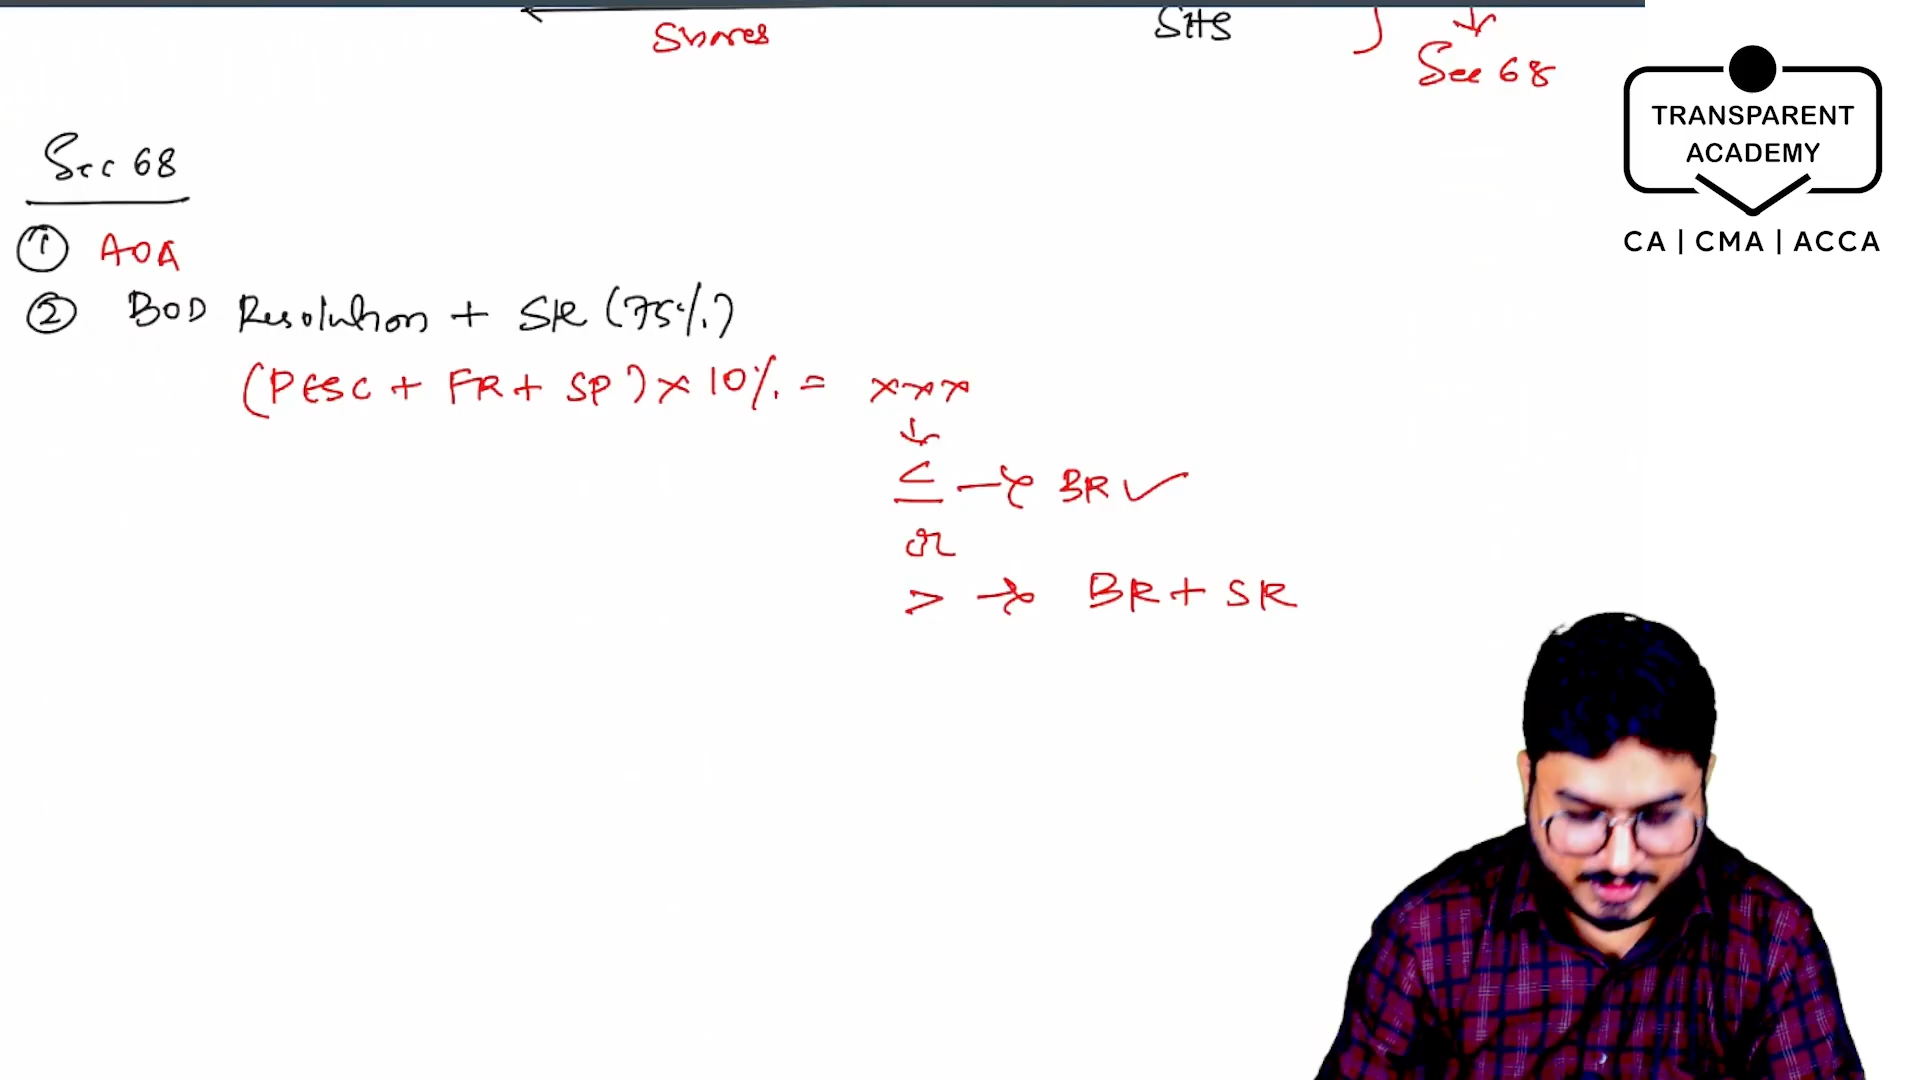 Shares
SHS
Sec 68
TRANSPARENT
ACADEMY
CA | CMA | ACCA
Sec 68
① AOA
② BOD Resolution + SR (75%)
(PESC + FR + SP) × 10% = xxx
≤ → BR ✓
or
> → BR + SR